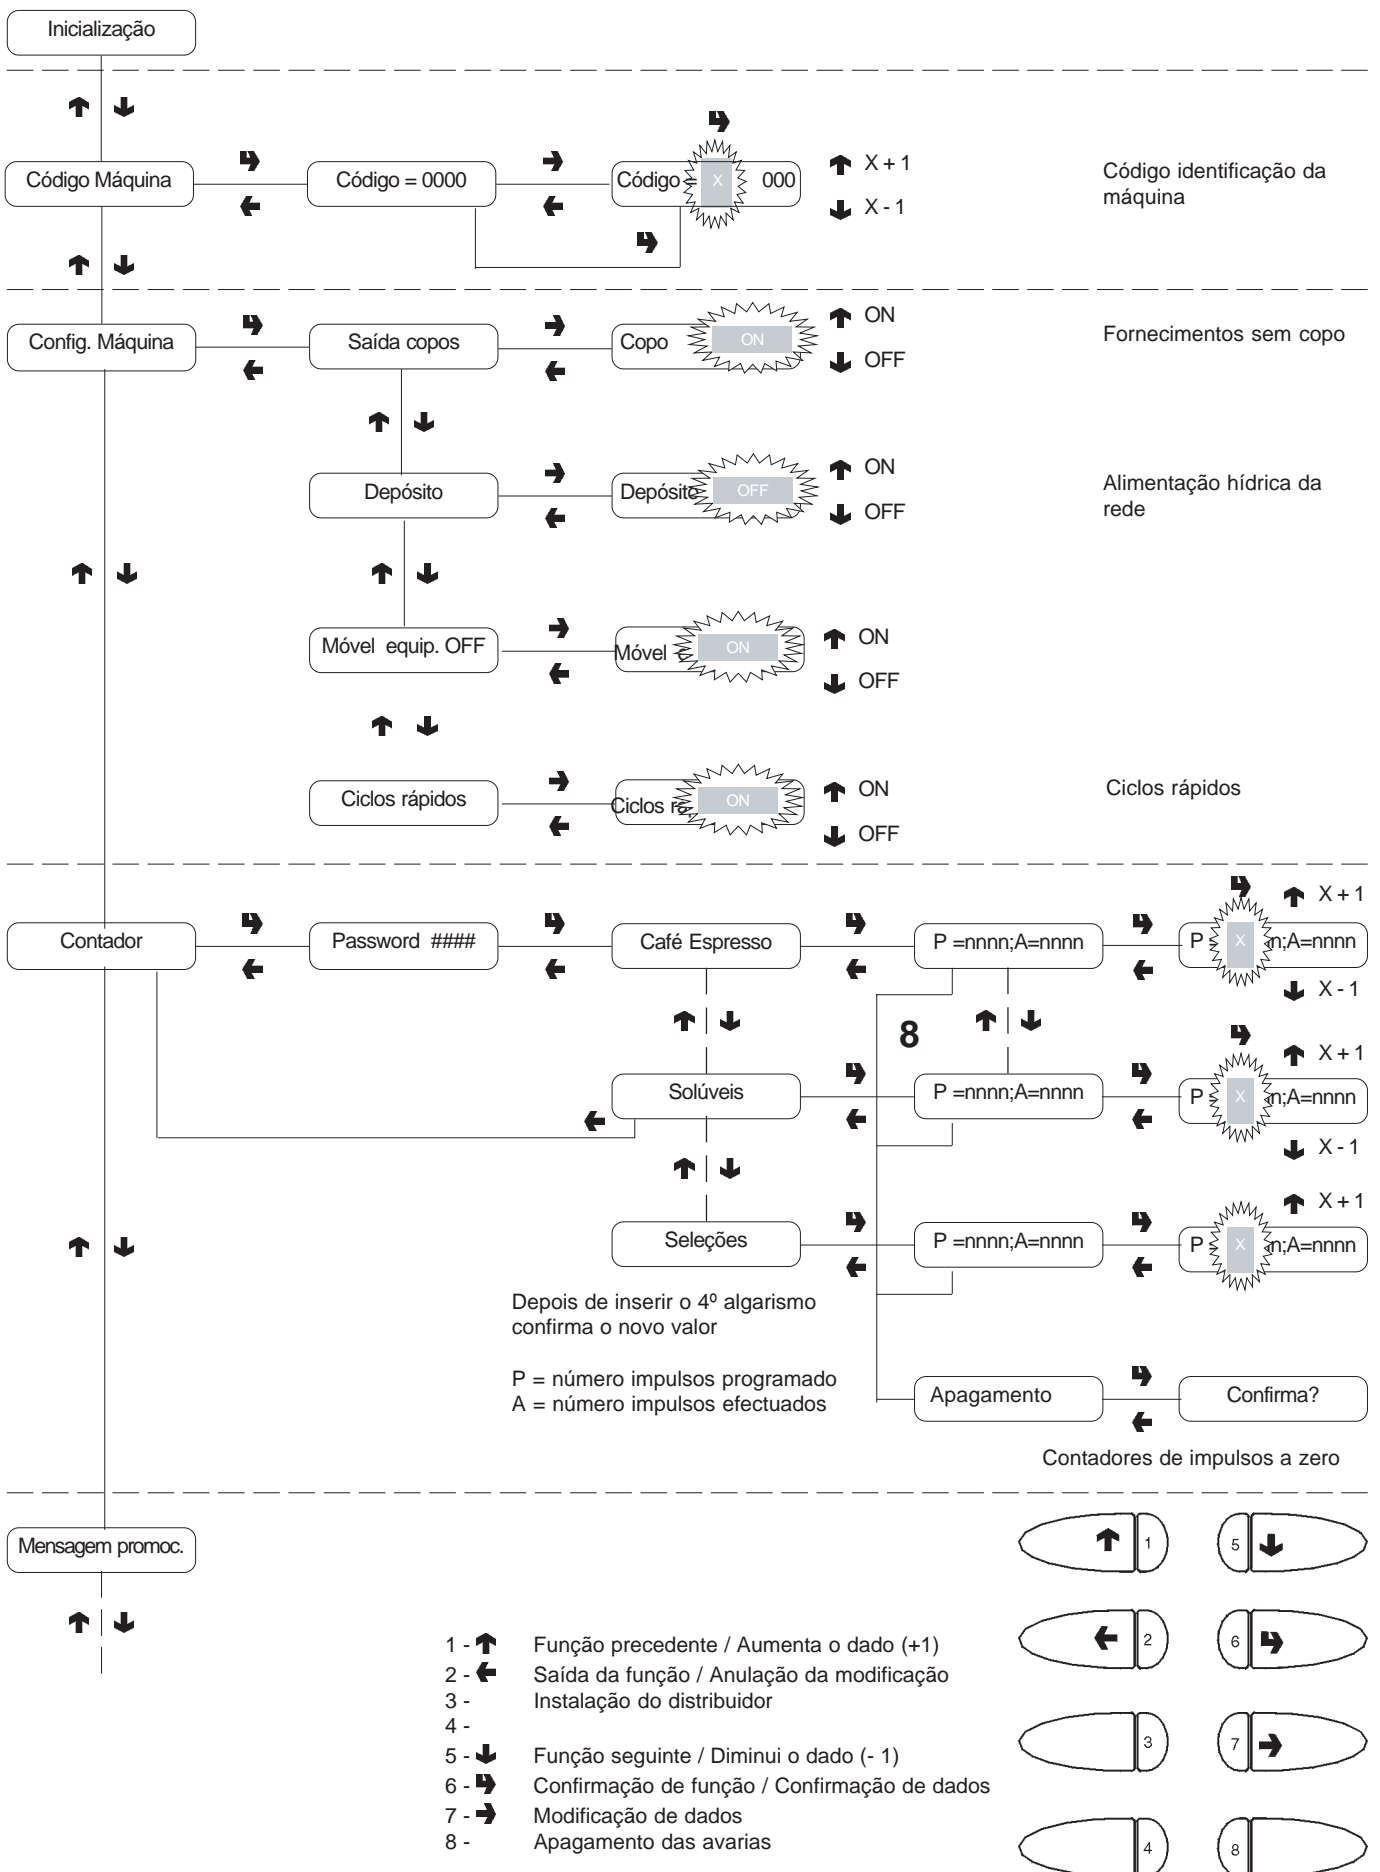 Inicialização
Código Máquina
Código = 0000
Código = X 000
X + 1
X - 1
Código identificação da
máquina
Config. Máquina
Saída copos
Copo ON
ON
OFF
Fornecimentos sem copo
Depósito
Depósito OFF
ON
OFF
Alimentação hídrica da
rede
Móvel equip. OFF
Móvel e ON
ON
OFF
Ciclos rápidos
Ciclos rá ON
ON
OFF
Ciclos rápidos
Contador
Password ####
Café Espresso
P =nnnn;A=nnnn
P = X n;A=nnnn
X + 1
X - 1
8
Solúveis
P =nnnn;A=nnnn
P = X n;A=nnnn
X + 1
X - 1
Seleções
P =nnnn;A=nnnn
P = X n;A=nnnn
X + 1
Depois de inserir o 4º algarismo
confirma o novo valor
P = número impulsos programado
A = número impulsos efectuados
Apagamento
Confirma?
Contadores de impulsos a zero
Mensagem promoc.
1 - Função precedente / Aumenta o dado (+1)
2 - Saída da função / Anulação da modificação
3 - Instalação do distribuidor
4 -
5 - Função seguinte / Diminui o dado (- 1)
6 - Confirmação de função / Confirmação de dados
7 - Modificação de dados
8 - Apagamento das avarias
1
5
2
6
3
7
4
8